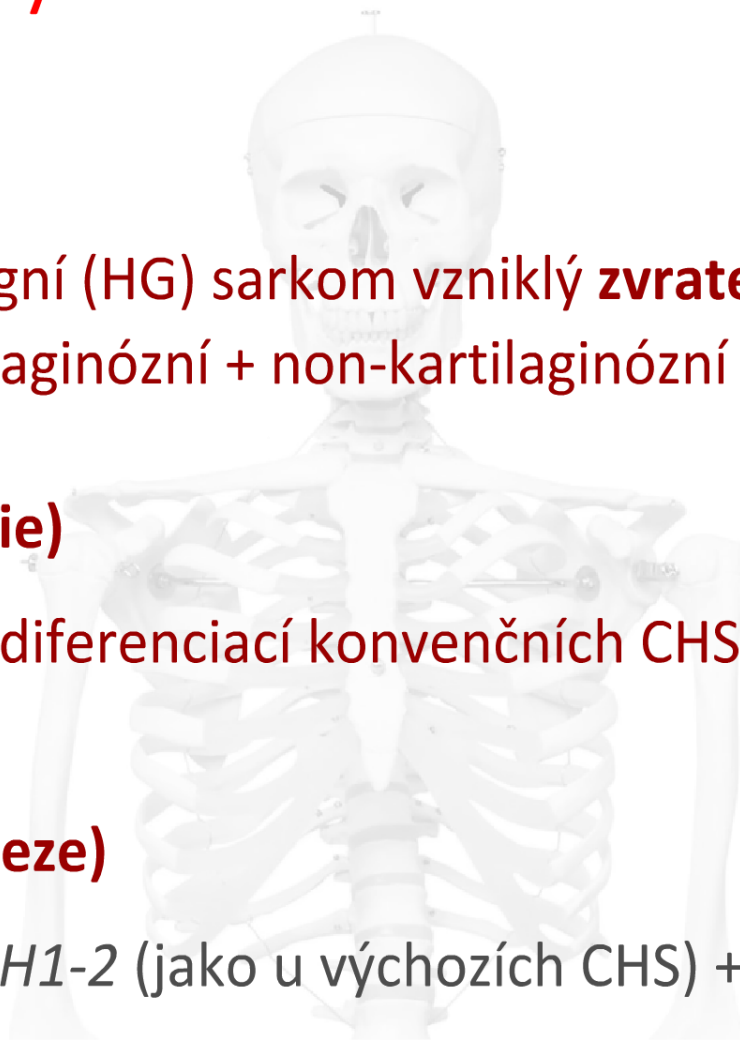 gní (HG) sarkom vzniklý zvrate
aginózní + non-kartilaginózní
ie)
diferenciací konvenčních CHS
eze)
H1-2 (jako u výchozích CHS) +